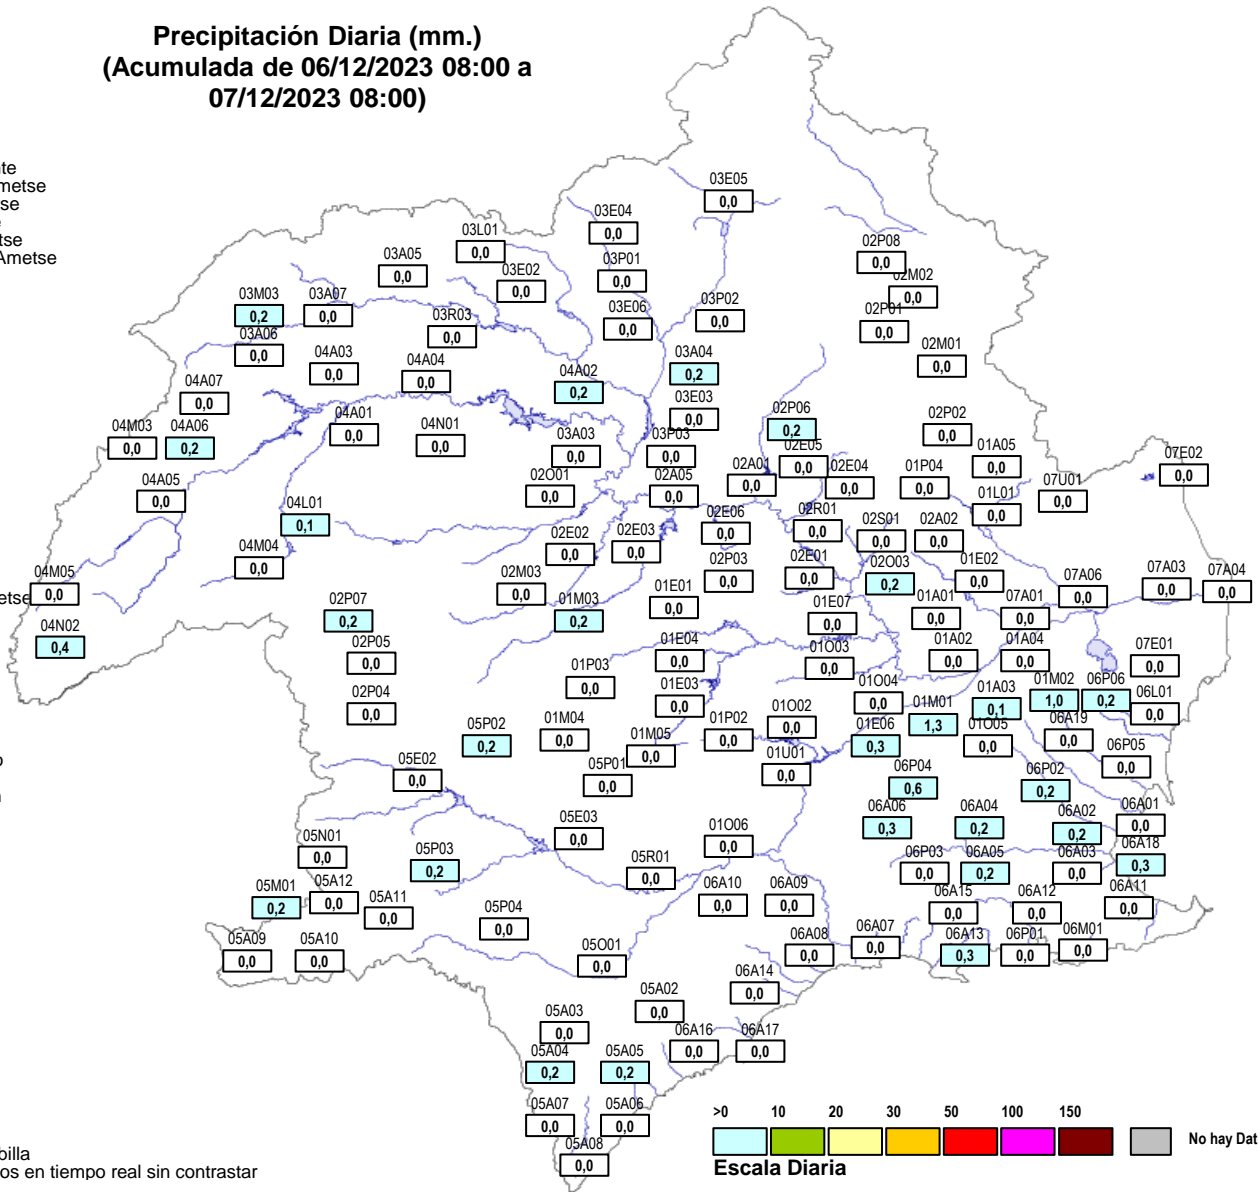 Precipitación Diaria (mm.)
(Acumulada de 06/12/2023 08:00 a
07/12/2023 08:00)
03E05
0,0
03E04
0,0
03L01
0,0
02P08
0,0
03A05
0,0
03P01
0,0
03E02
0,0
02M02
0,0
03M03
0,2
03A07
0,0
03P02
0,0
03E06
0,0
02P01
0,0
03R03
0,0
03A06
0,0
04A03
0,0
02M01
0,0
04A04
0,0
03A04
0,2
04A02
0,2
04A07
0,0
03E03
0,0
02P06
0,2
04A01
0,0
02P02
0,0
04M03
0,0
04A06
0,2
04N01
0,0
03A03
0,0
03P03
0,0
02E05
0,0
01A05
0,0
07E02
0,0
02A01
0,0
02E04
0,0
01P04
0,0
04A05
0,0
02O01
0,0
02A05
0,0
07U01
0,0
01L01
0,0
04L01
0,1
02E06
0,0
02R01
0,0
02S01
0,0
02A02
0,0
02E02
0,0
02E03
0,0
04M04
0,0
02P03
0,0
02E01
0,0
02O03
0,2
01E02
0,0
04M05
0,0
02M03
0,0
07A06
0,0
07A03
0,0
07A04
0,0
01E01
0,0
02P07
0,2
01M03
0,2
01E07
0,0
01A01
0,0
07A01
0,0
04N02
0,4
02P05
0,0
01E04
0,0
01O03
0,0
01A02
0,0
01A04
0,0
07E01
0,0
01P03
0,0
01E03
0,0
01O04
0,0
01A03
0,1
01M02
1,0
06P06
0,2
06L01
0,0
02P04
0,0
01M01
1,3
05P02
0,2
01M04
0,0
01P02
0,0
01O02
0,0
01E06
0,3
01O05
0,0
06A19
0,0
01M05
0,0
06P05
0,0
05E02
0,0
05P01
0,0
01U01
0,0
06P04
0,6
06P02
0,2
06A06
0,3
06A04
0,2
06A02
0,2
06A01
0,0
05E03
0,0
01O06
0,0
05N01
0,0
05P03
0,2
05R01
0,0
06P03
0,0
06A05
0,2
06A03
0,0
06A18
0,3
05M01
0,2
05A12
0,0
05A11
0,0
06A10
0,0
06A09
0,0
06A15
0,0
06A12
0,0
06A11
0,0
05P04
0,0
05A09
0,0
05A10
0,0
05O01
0,0
06A08
0,0
06A07
0,0
06A13
0,3
06P01
0,0
06M01
0,0
06A14
0,0
05A02
0,0
05A03
0,0
06A16
0,0
06A17
0,0
05A04
0,2
05A05
0,2
05A07
0,0
05A06
0,0
05A08
0,0
>0 10 20 30 50 100 150
No hay Dat
Escala Diaria
nte
metse
tse
Ametse
etse
billa
os en tiempo real sin contrastar